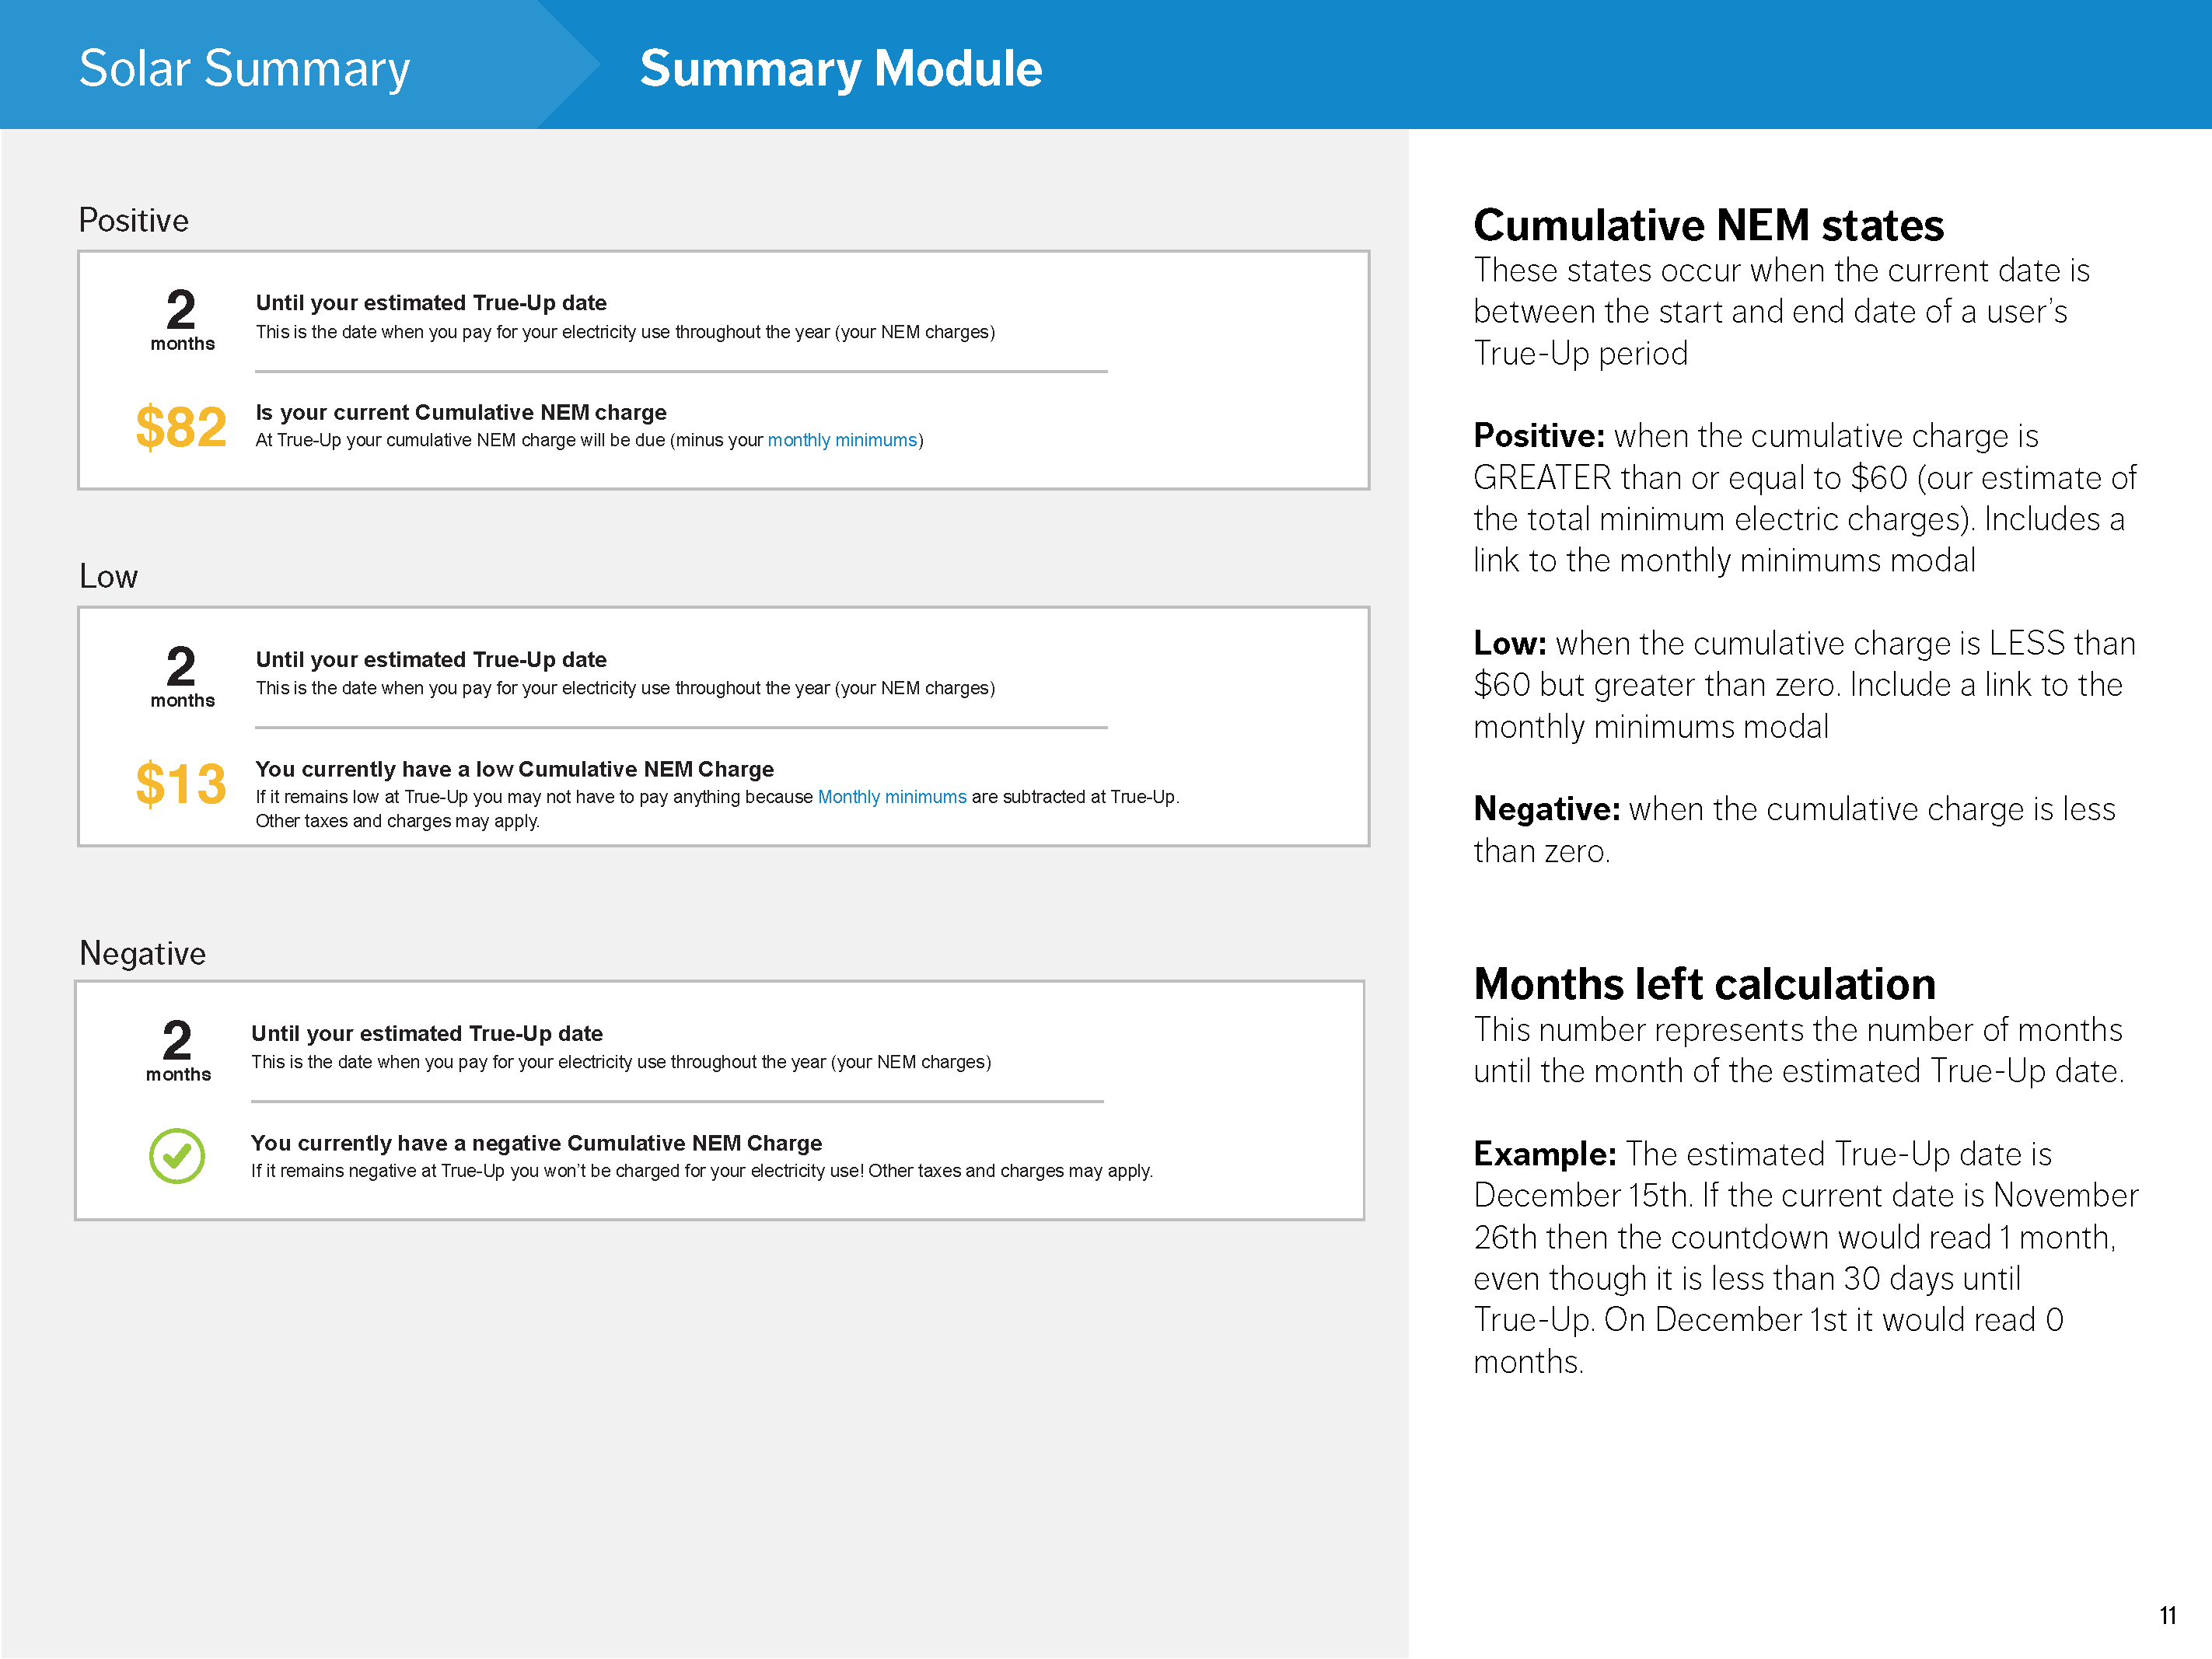 Solar Summary
Summary Module
Positive
2
months
Until your estimated True-Up date
This is the date when you pay for your electricity use throughout the year (your NEM charges)
$82
Is your current Cumulative NEM charge
At True-Up your cumulative NEM charge will be due (minus your monthly minimums)
Low
2
months
Until your estimated True-Up date
This is the date when you pay for your electricity use throughout the year (your NEM charges)
$13
You currently have a low Cumulative NEM Charge
If it remains low at True-Up you may not have to pay anything because Monthly minimums are subtracted at True-Up.
Other taxes and charges may apply.
Negative
2
months
Until your estimated True-Up date
This is the date when you pay for your electricity use throughout the year (your NEM charges)
You currently have a negative Cumulative NEM Charge
If it remains negative at True-Up you won't be charged for your electricity use! Other taxes and charges may apply.
Cumulative NEM states
These states occur when the current date is
between the start and end date of a user's
True-Up period
Positive: when the cumulative charge is
GREATER than or equal to $60 (our estimate of
the total minimum electric charges). Includes a
link to the monthly minimums modal
Low: when the cumulative charge is LESS than
$60 but greater than zero. Include a link to the
monthly minimums modal
Negative: when the cumulative charge is less
than zero.
Months left calculation
This number represents the number of months
until the month of the estimated True-Up date.
Example: The estimated True-Up date is
December 15th. If the current date is November
26th then the countdown would read 1 month,
even though it is less than 30 days until
True-Up. On December 1st it would read 0
months.
11